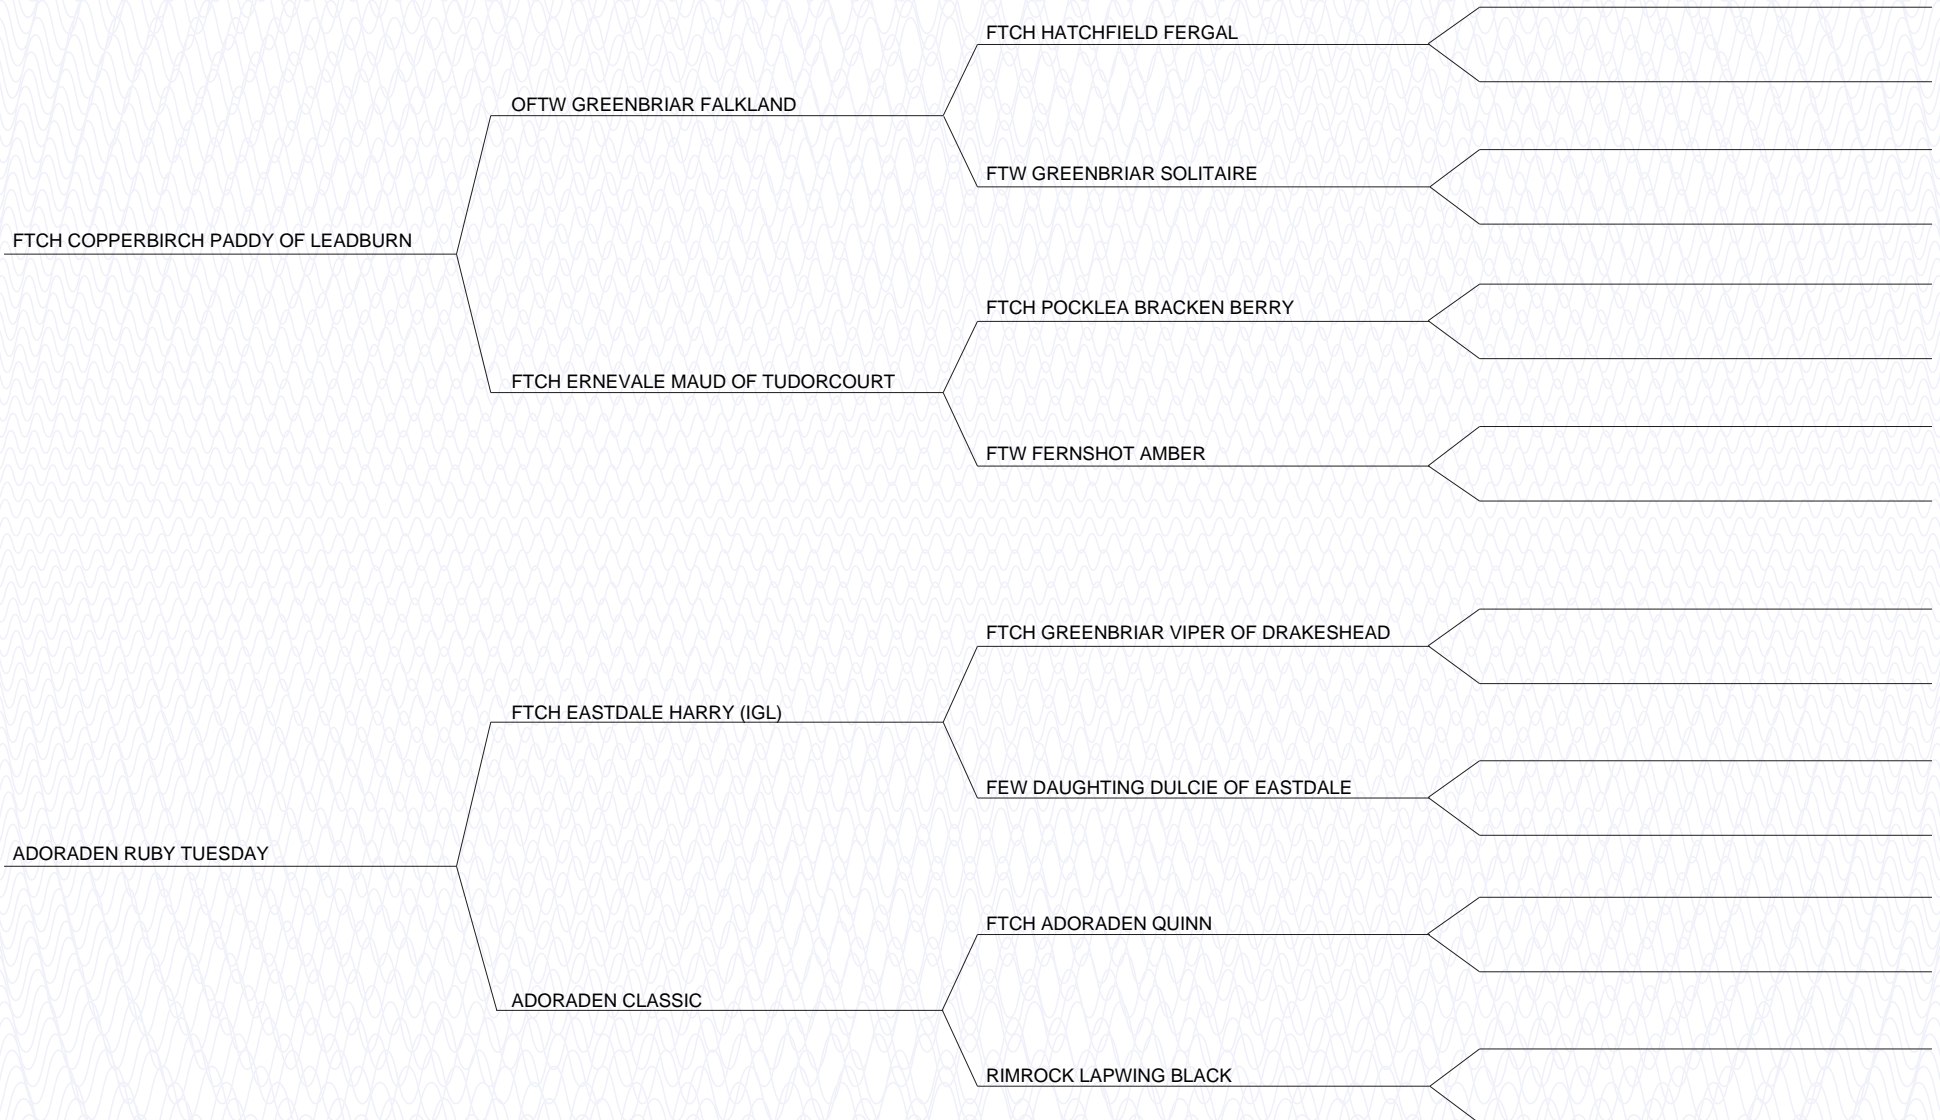 FTCH HATCHFIELD FERGAL
OFTW GREENBRIAR FALKLAND
FTW GREENBRIAR SOLITAIRE
FTCH COPPERBIRCH PADDY OF LEADBURN
FTCH POCKLEA BRACKEN BERRY
FTCH ERNEVALE MAUD OF TUDORCOURT
FTW FERNSHOT AMBER
FTCH GREENBRIAR VIPER OF DRAKESHEAD
FTCH EASTDALE HARRY (IGL)
FEW DAUGHTING DULCIE OF EASTDALE
ADORADEN RUBY TUESDAY
FTCH ADORADEN QUINN
ADORADEN CLASSIC
RIMROCK LAPWING BLACK